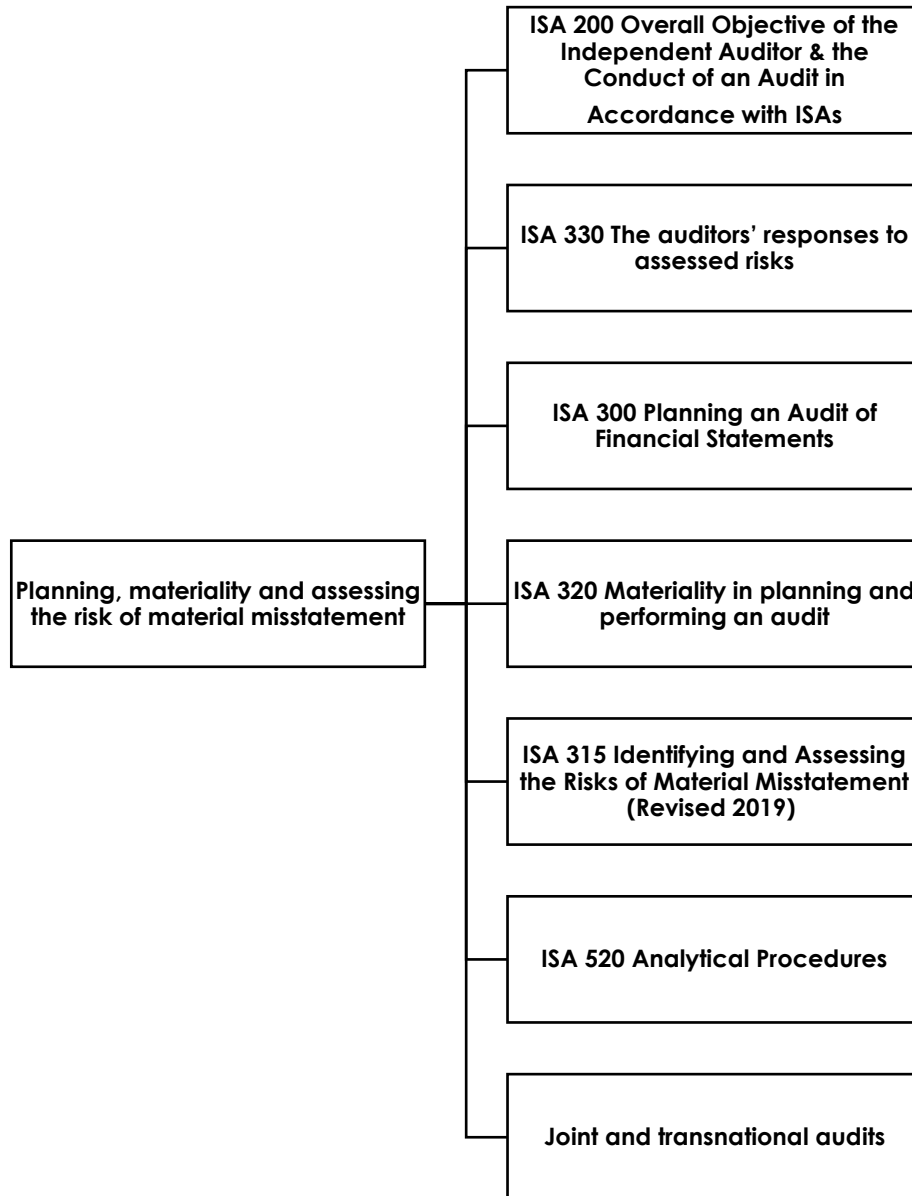 ISA 200 Overall Objective of the
Independent Auditor & the
Conduct of an Audit in
Accordance with ISAs
ISA 330 The auditors’ responses to
assessed risks
ISA 300 Planning an Audit of
Financial Statements
Planning, materiality and assessing
the risk of material misstatement
ISA 320 Materiality in planning and
performing an audit
ISA 315 Identifying and Assessing
the Risks of Material Misstatement
(Revised 2019)
ISA 520 Analytical Procedures
Joint and transnational audits